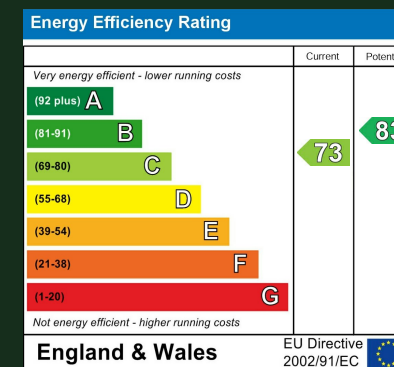 Energy Efficiency Rating
Current
Very energy efficient - lower running costs
(92 plus) A
(81-91) B
(69-80) C
(55-68) D
(39-54) E
(21-38) F
(1-20) G
73
Not energy efficient - higher running costs
England & Wales
EU Directive
2002/91/EC